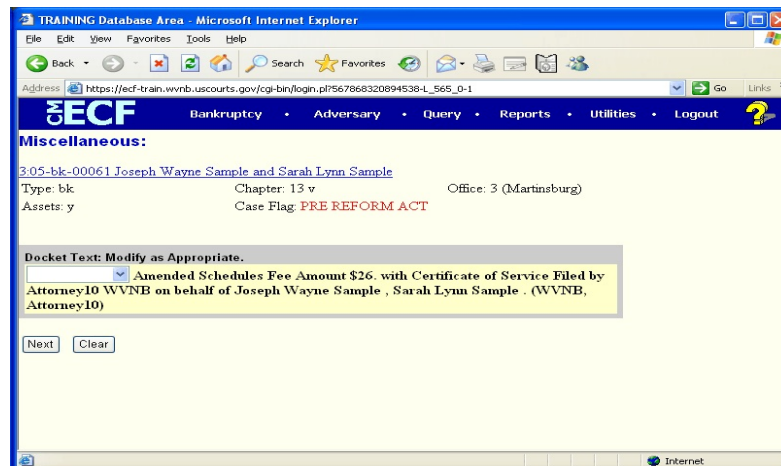 TRAINING Database Area - Microsoft Internet Explorer
File Edit View Favorites Tools Help
Back Search Favorites
Address https://ecf-train.wvnb.uscourts.gov/cgi-bin/login.pl?567868320894538-L_565_0-1 Go Links
CM ECF Bankruptcy • Adversary • Query • Reports • Utilities • Logout ?
Miscellaneous:
3:05-bk-00061 Joseph Wayne Sample and Sarah Lynn Sample
Type: bk Chapter: 13 v Office: 3 (Martinsburg)
Assets: y Case Flag: PRE REFORM ACT
Docket Text: Modify as Appropriate.
Amended Schedules Fee Amount $26. with Certificate of Service Filed by
Attorney10 WVNB on behalf of Joseph Wayne Sample , Sarah Lynn Sample . (WVNB,
Attorney10)
Next Clear
Internet